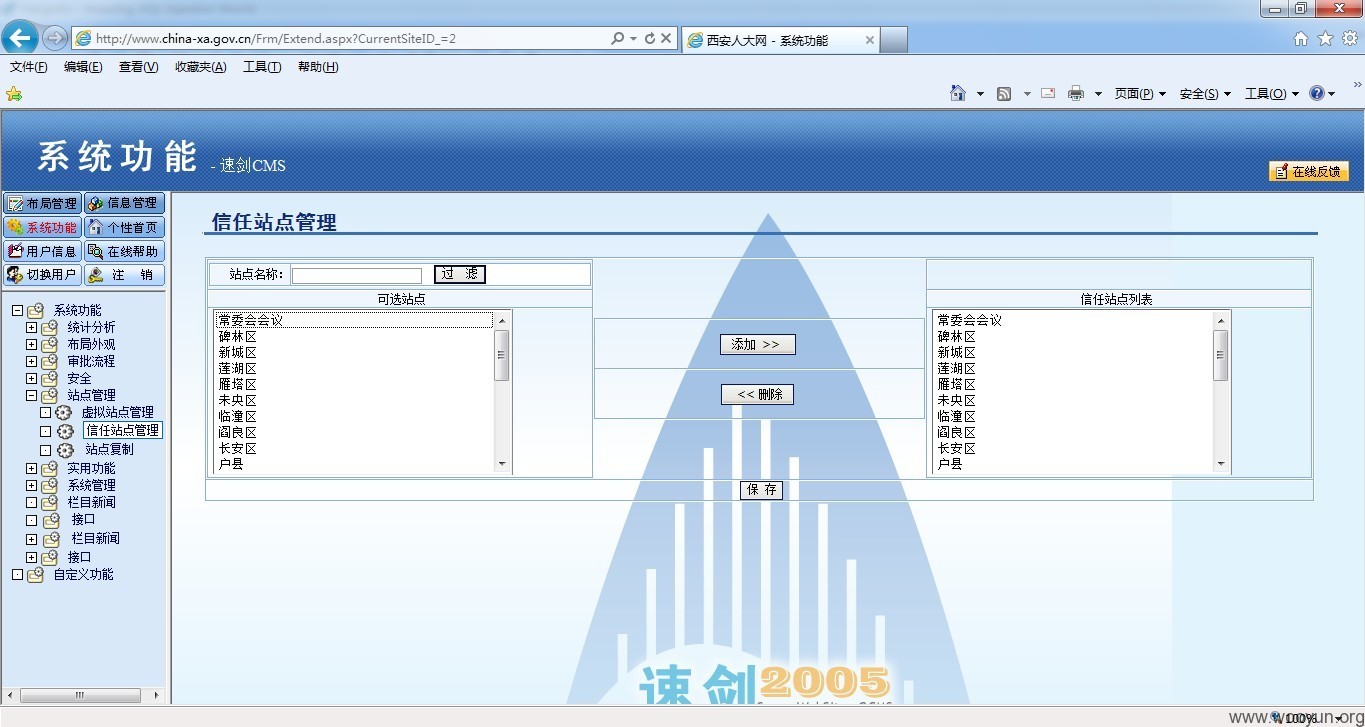 http://www.china-xa.gov.cn/Frm/Extend.aspx?CurrentSiteID_=2
西安人大网 - 系统功能
文件(F) 编辑(E) 查看(V) 收藏夹(A) 工具(T) 帮助(H)
页面(P) 安全(S) 工具(O)
系统功能 - 速剑CMS
在线反馈
布局管理 信息管理
系统功能 个性首页
用户信息 在线帮助
切换用户 注 销
系统功能
统计分析
布局外观
审批流程
安全
站点管理
虚拟站点管理
信任站点管理
站点复制
实用功能
系统管理
栏目新闻
接口
栏目新闻
接口
自定义功能
信任站点管理
站点名称: 过 滤
可选站点
常委会会议
碑林区
新城区
莲湖区
雁塔区
未央区
临潼区
阎良区
长安区
户县
添加 >>
<< 删除
信任站点列表
常委会会议
碑林区
新城区
莲湖区
雁塔区
未央区
临潼区
阎良区
长安区
户县
保 存
速剑2005
www.wooyun.org
100%